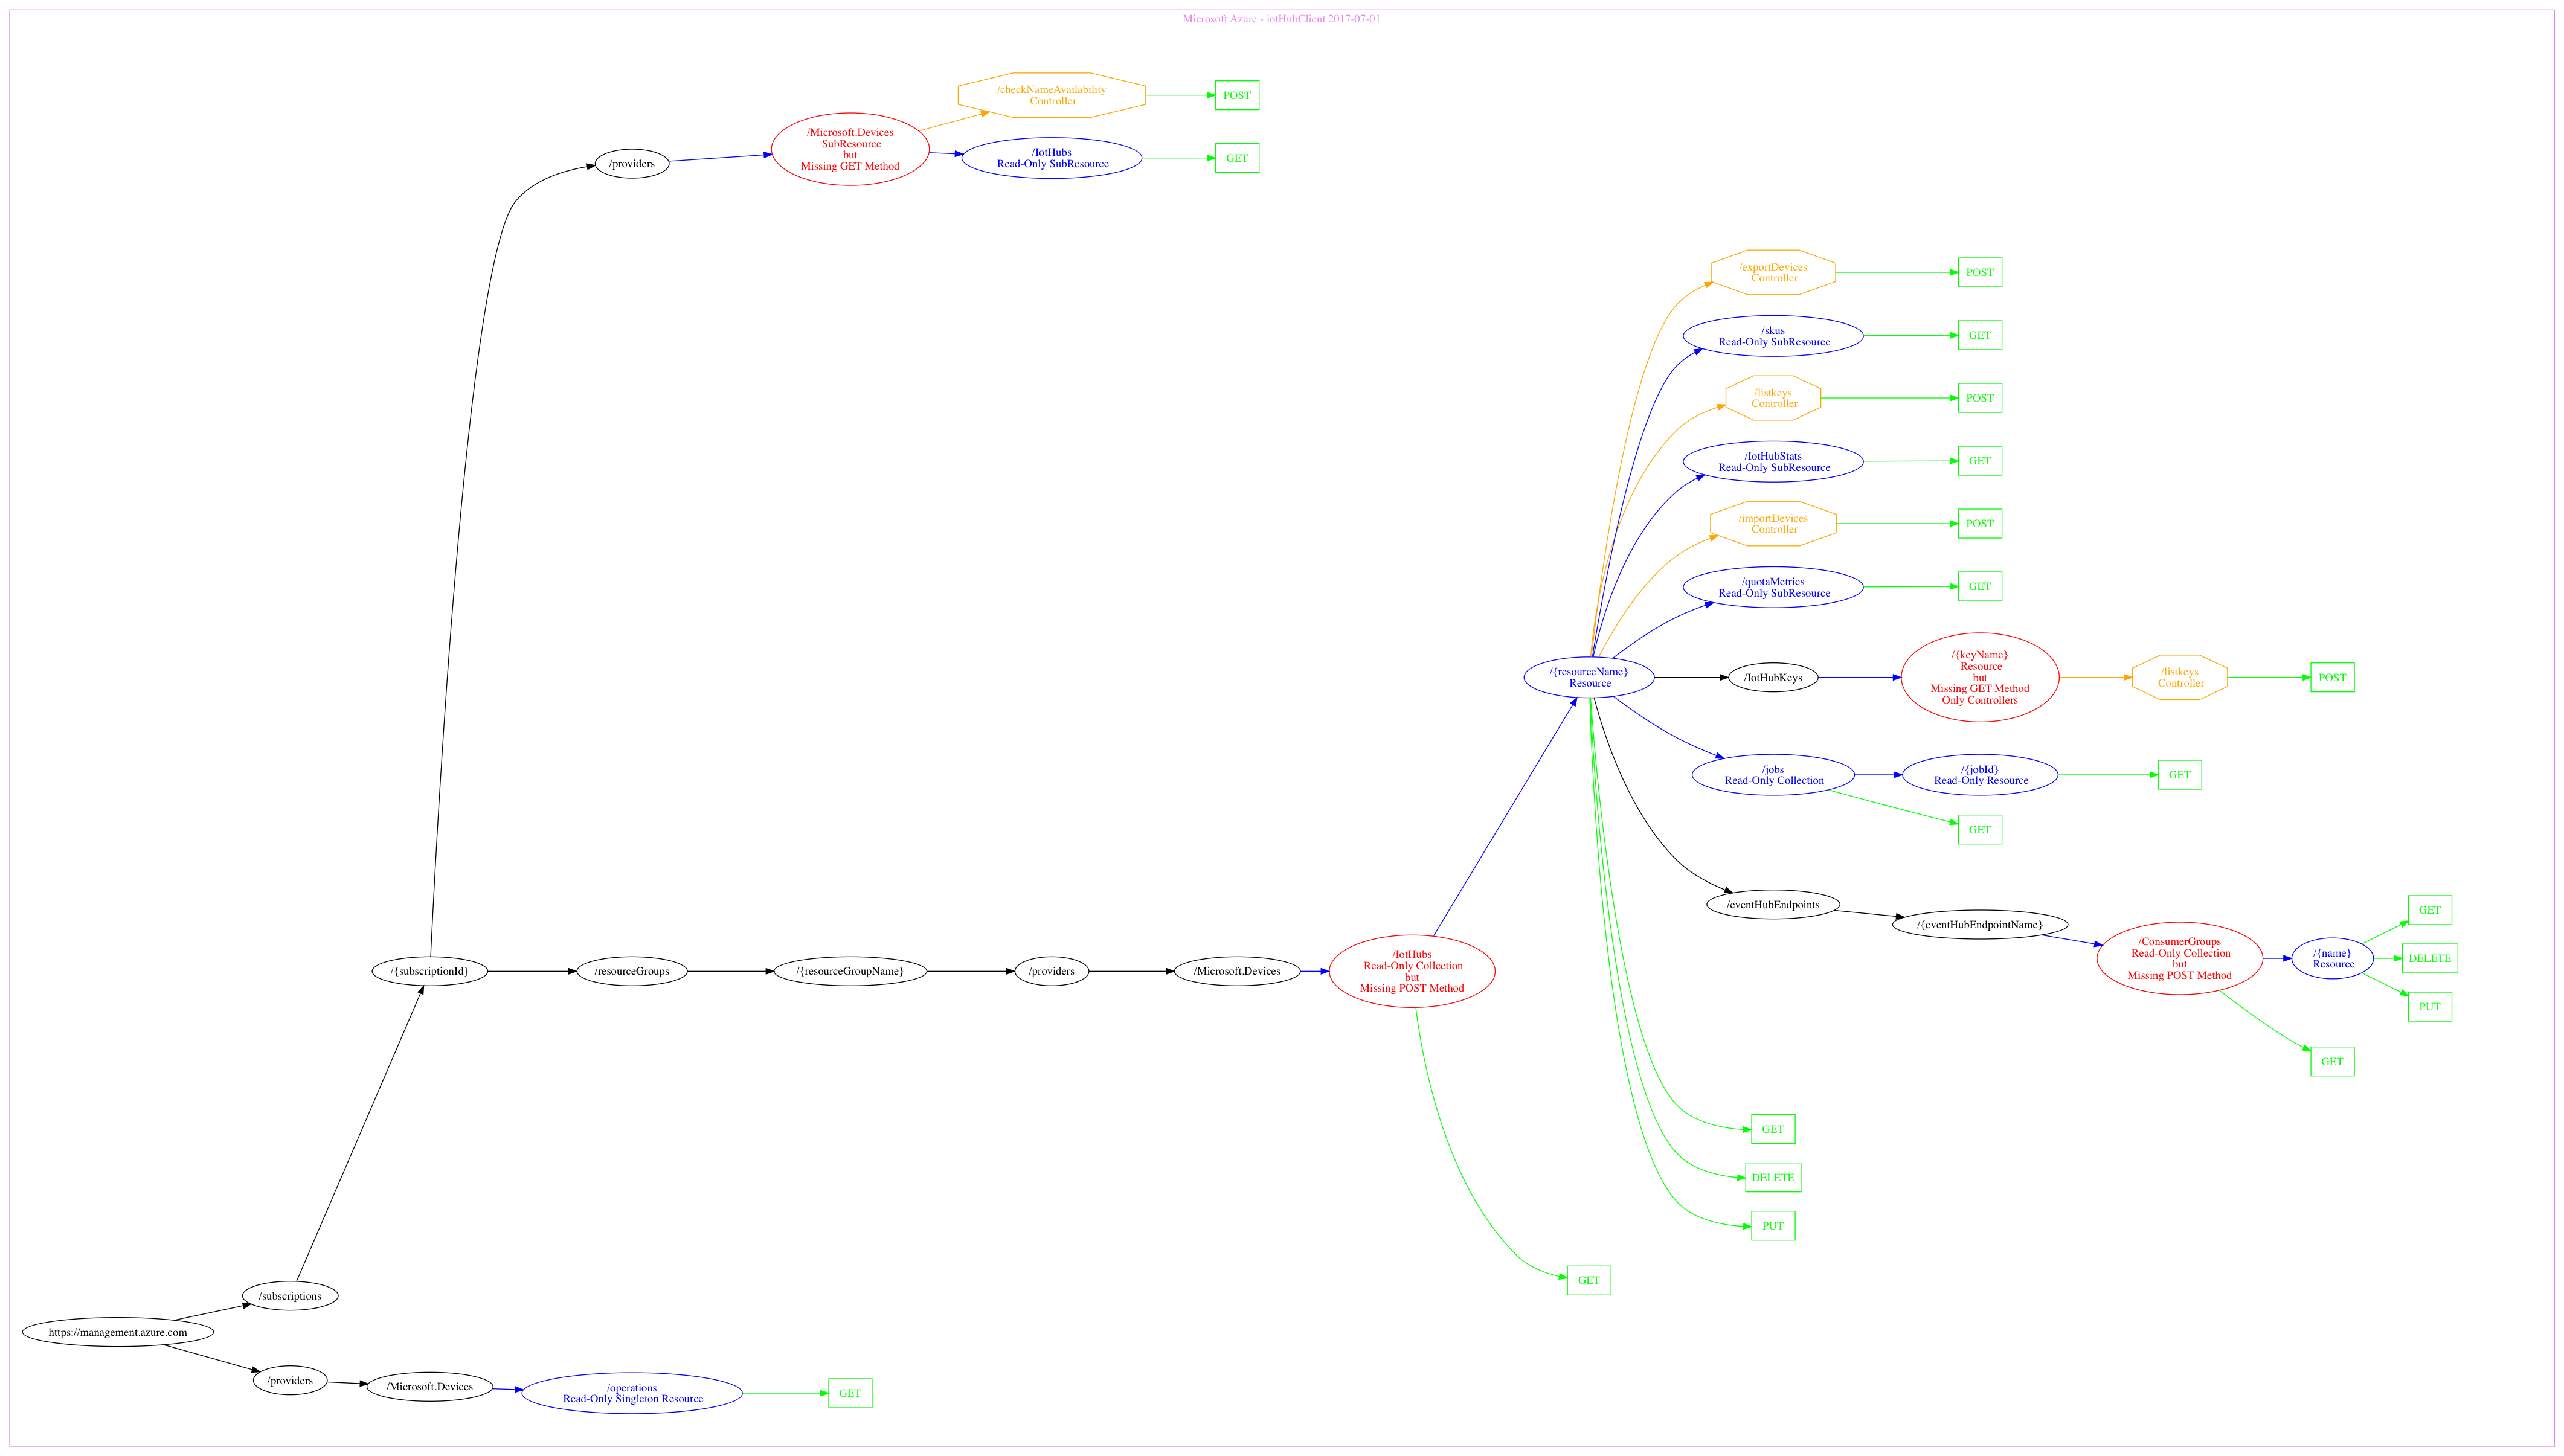 Microsoft Azure - iotHubClient 2017-07-01
/checkNameAvailability
Controller
POST
/Microsoft.Devices
SubResource
but
Missing GET Method
/providers
/IotHubs
Read-Only SubResource
GET
/exportDevices
Controller
POST
/skus
Read-Only SubResource
GET
/listkeys
Controller
POST
/IotHubStats
Read-Only SubResource
GET
/importDevices
Controller
POST
/quotaMetrics
Read-Only SubResource
GET
/{resourceName}
Resource
/IotHubKeys
/{keyName}
Resource
but
Missing GET Method
Only Controllers
/listkeys
Controller
POST
/jobs
Read-Only Collection
/{jobId}
Read-Only Resource
GET
GET
/eventHubEndpoints
/{eventHubEndpointName}
/ConsumerGroups
Read-Only Collection
but
Missing POST Method
/{name}
Resource
GET
DELETE
PUT
GET
/{subscriptionId}
/resourceGroups
/{resourceGroupName}
/providers
/Microsoft.Devices
/IotHubs
Read-Only Collection
but
Missing POST Method
GET
DELETE
PUT
GET
/subscriptions
https://management.azure.com
/providers
/Microsoft.Devices
/operations
Read-Only Singleton Resource
GET